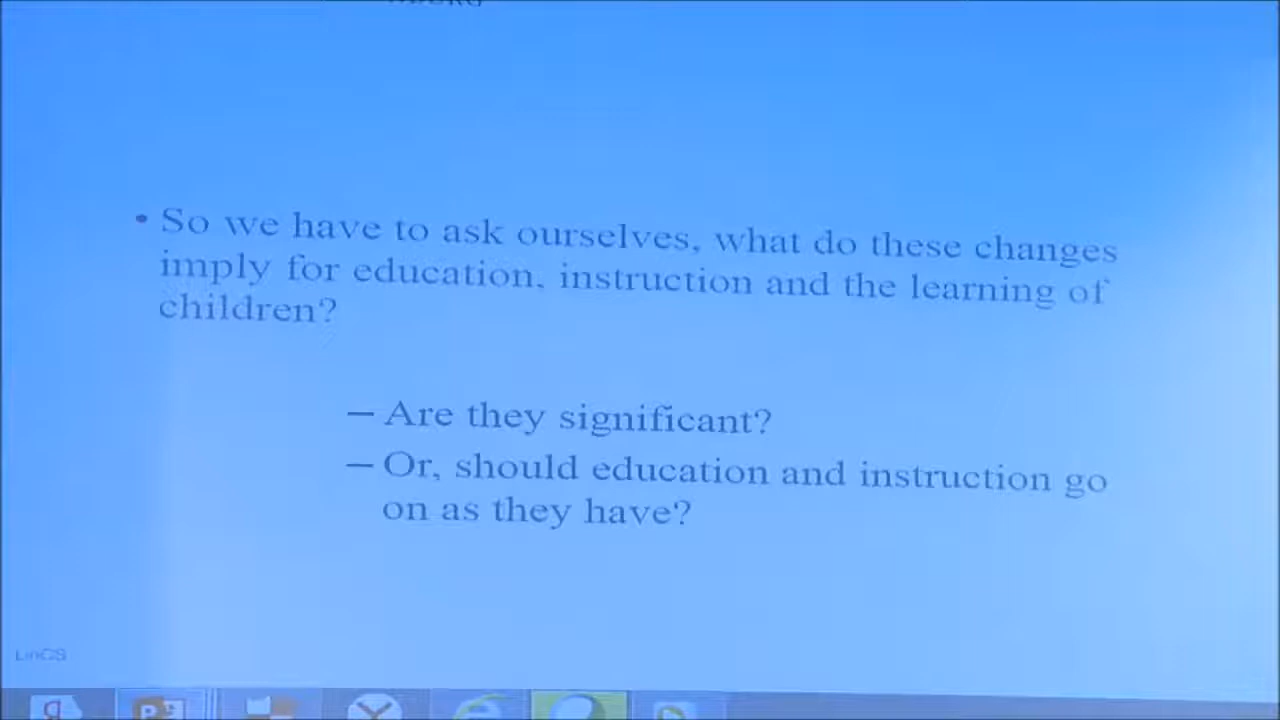 • So we have to ask ourselves, what do these changes
imply for education, instruction and the learning of
children?
– Are they significant?
– Or, should education and instruction go
on as they have?
LinCS